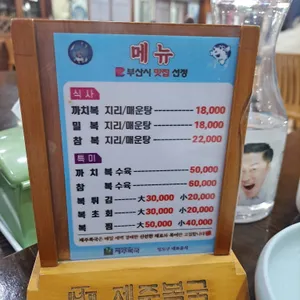 메뉴
부산시 맛집 선정
식사
까치복 지리/매운탕 18,000
밀 복 지리/매운탕 18,000
참 복 지리/매운탕 22,000
특미
까 치 복 수육 50,000
참 복 수육 60,000
복 튀 김 大30,000 小20,000
복 초 회 大30,000 小20,000
복 찜 大50,000 小40,000
제주복국
제주복국